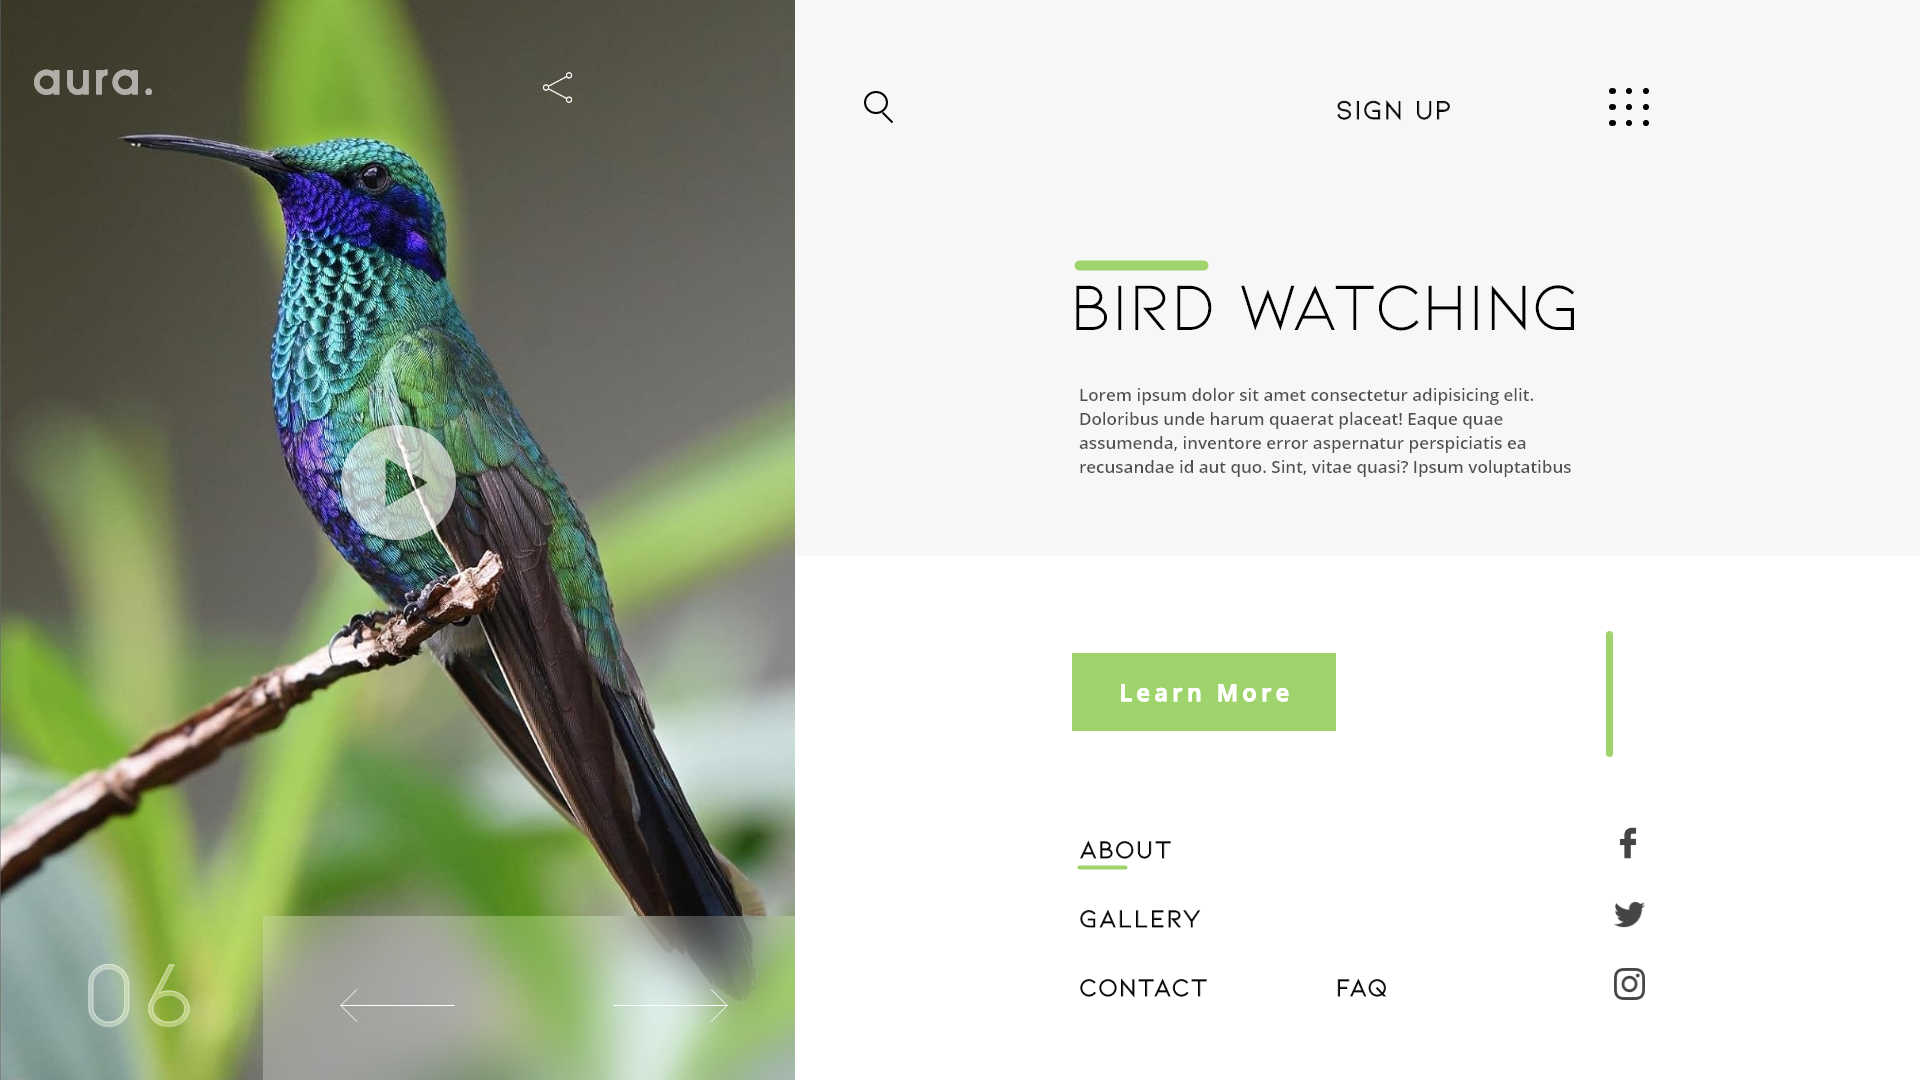 aura.
SIGN UP
BIRD WATCHING
Lorem ipsum dolor sit amet consectetur adipisicing elit.
Doloribus unde harum quaerat placeat! Eaque quae
assumenda, inventore error aspernatur perspiciatis ea
recusandae id aut quo. Sint, vitae quasi? Ipsum voluptatibus
Learn More
ABOUT
GALLERY
CONTACT
FAQ
06